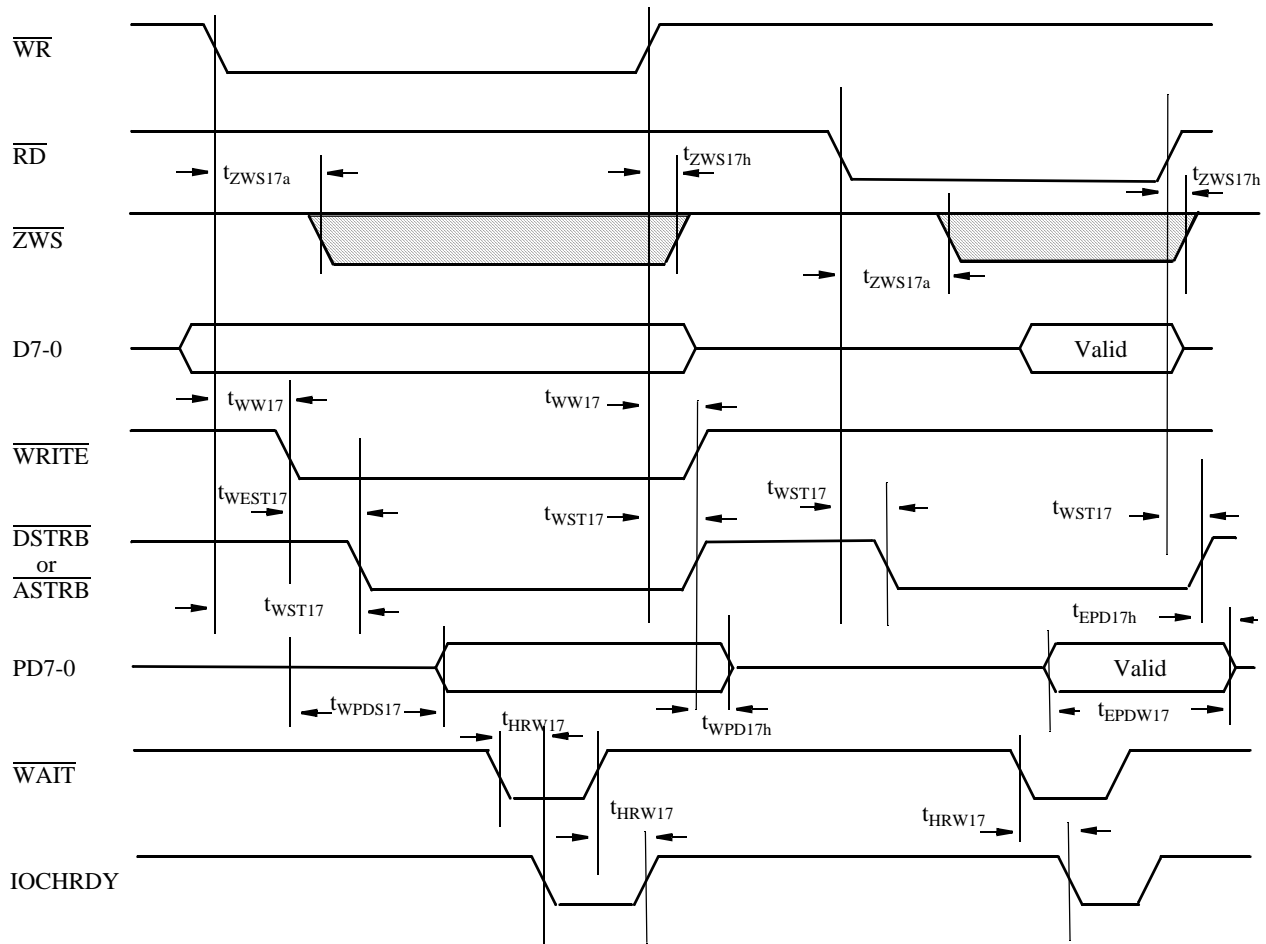 WR
RD
tZWS17a
tZWS17h
tZWS17h
ZWS
tZWS17a
D7-0
Valid
tWW17
tWW17
WRITE
tWEST17
tWST17
tWST17
tWST17
DSTRB
or
ASTRB
tWST17
tEPD17h
PD7-0
Valid
tWPDS17
tHRW17
tWPD17h
tEPDW17
WAIT
tHRW17
tHRW17
IOCHRDY